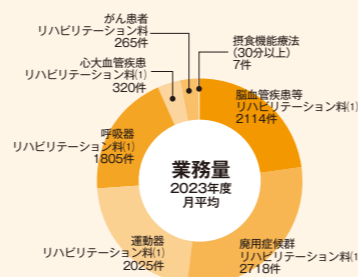 がん患者
リハビリテーション料
265件
摂食機能療法
(30分以上)
7件
心大血管疾患
リハビリテーション料(1)
320件
脳血管疾患等
リハビリテーション料(1)
2114件
呼吸器
リハビリテーション料(1)
1805件
業務量
2023年度
月平均
運動器
リハビリテーション料(1)
2025件
廃用症候群
リハビリテーション料(1)
2718件